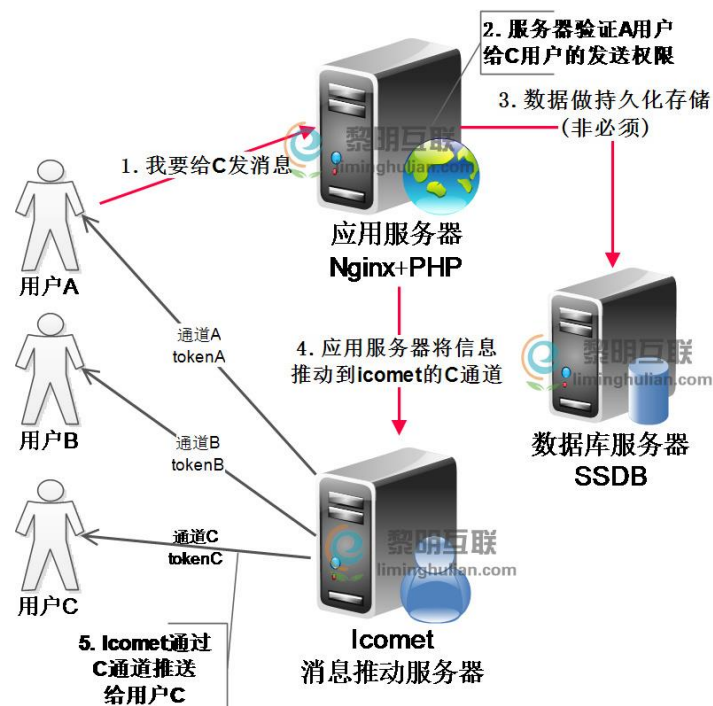 2. 服务器验证A用户
给C用户的发送权限
3. 数据做持久化存储
(非必须)
黎明互联
liminghulian.com
1. 我要给C发消息
应用服务器
Nginx+PHP
用户A
通道A
tokenA
4. 应用服务器将信息
推动到icomet的C通道
黎明互联
liminghulian.com
用户B
通道B
tokenB
数据库服务器
SSDB
通道C
tokenC
黎明互联
liminghulian.com
用户C
5. Icomet通过
C通道推送
给用户C
Icomet
消息推动服务器